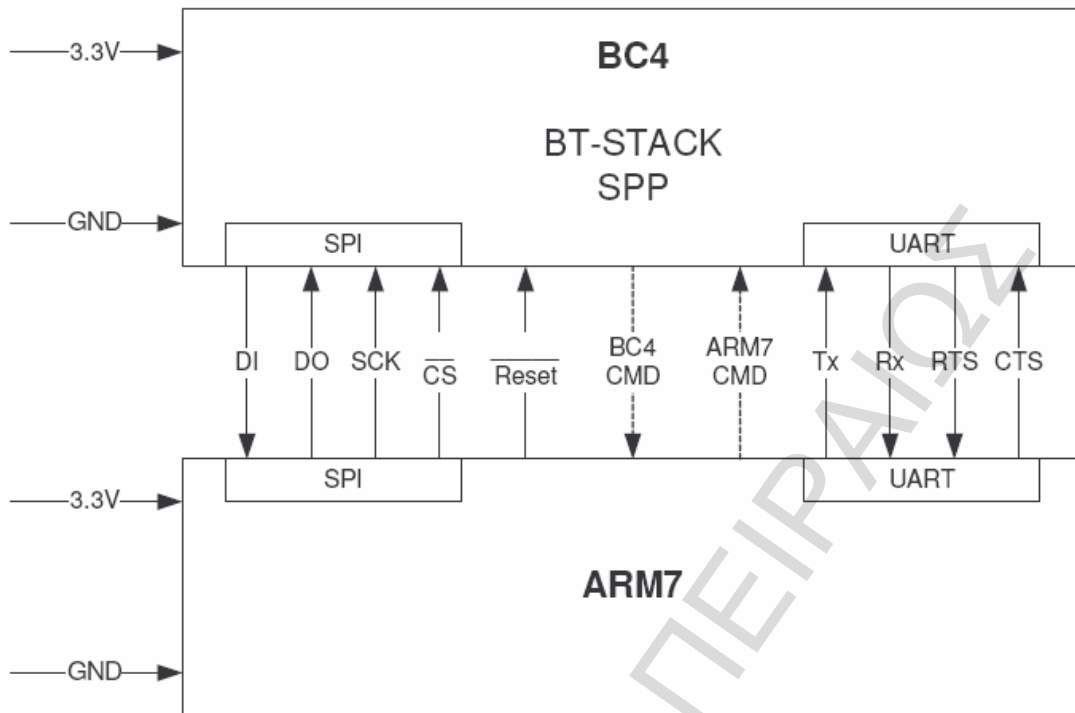 3.3V
BC4
BT-STACK
SPP
GND
SPI
UART
DI
DO
SCK
CS
Reset
BC4
CMD
ARM7
CMD
Tx
Rx
RTS
CTS
SPI
UART
3.3V
ARM7
GND
ΠΕΙΡΑΙΩΣ